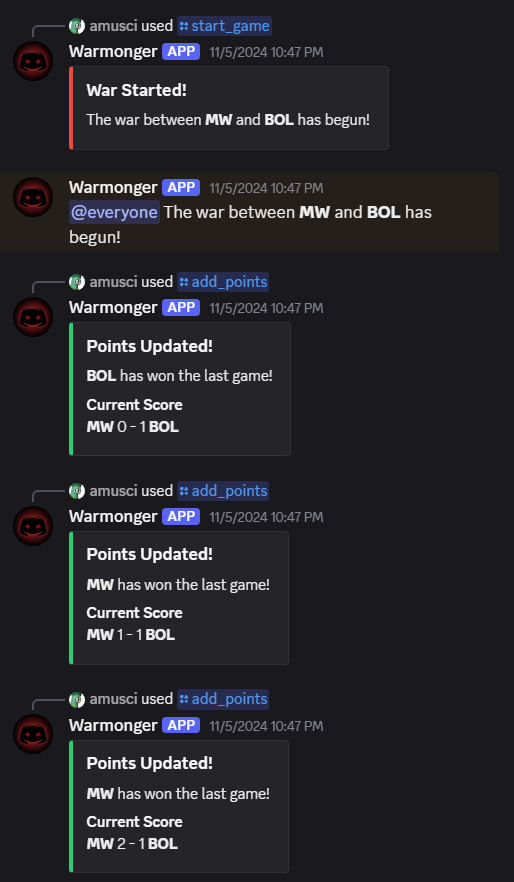 amusci used start_game
Warmonger APP 11/5/2024 10:47 PM
War Started!
The war between MW and BOL has begun!
Warmonger APP 11/5/2024 10:47 PM
@everyone The war between MW and BOL has
begun!
amusci used add_points
Warmonger APP 11/5/2024 10:47 PM
Points Updated!
BOL has won the last game!
Current Score
MW 0 - 1 BOL
amusci used add_points
Warmonger APP 11/5/2024 10:47 PM
Points Updated!
MW has won the last game!
Current Score
MW 1 - 1 BOL
amusci used add_points
Warmonger APP 11/5/2024 10:47 PM
Points Updated!
MW has won the last game!
Current Score
MW 2 - 1 BOL